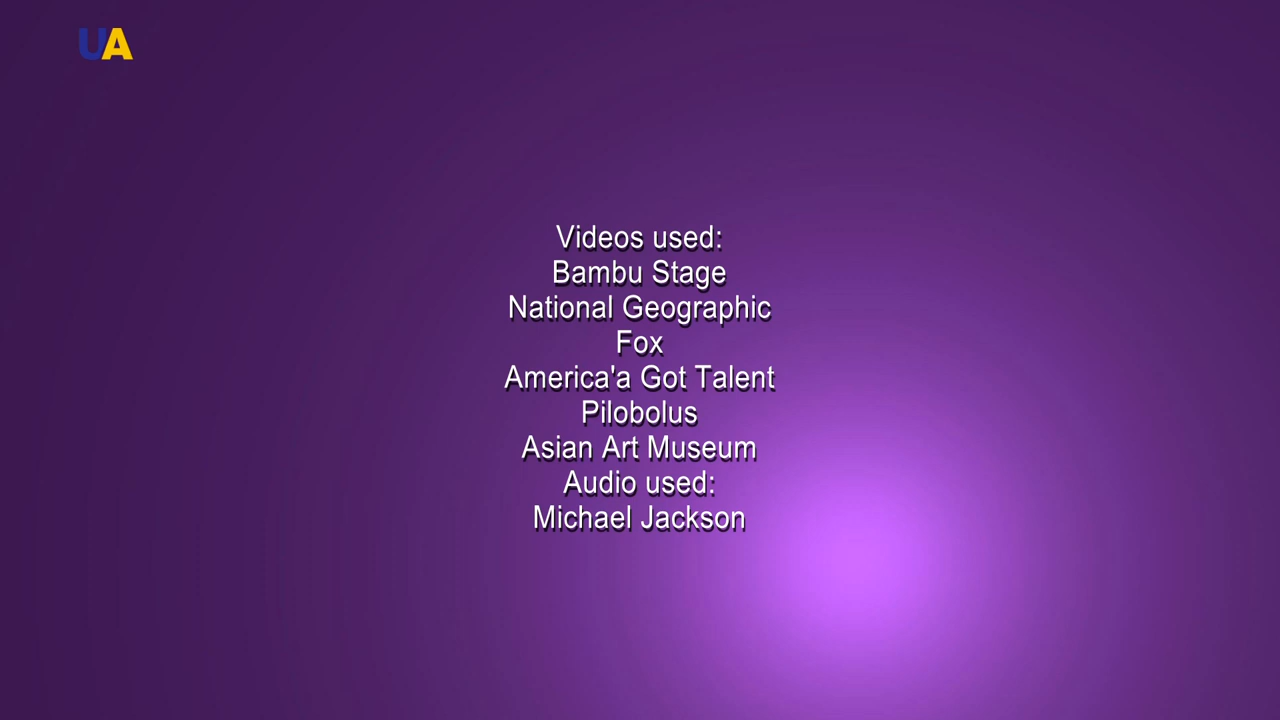 UA
Videos used:
Bambu Stage
National Geographic
Fox
America'a Got Talent
Pilobolus
Asian Art Museum
Audio used:
Michael Jackson